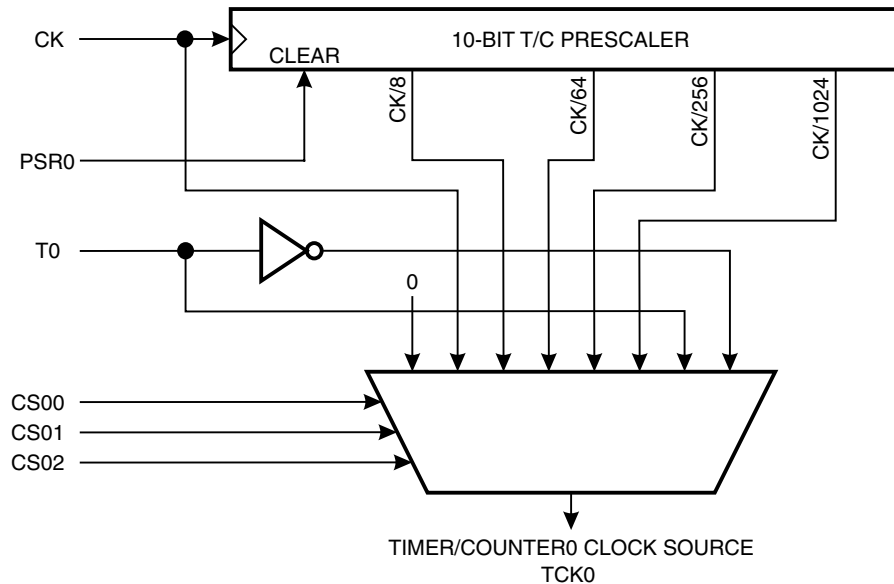 CK
10-BIT T/C PRESCALER
CLEAR
CK/8
CK/64
CK/256
CK/1024
PSR0
T0
0
CS00
CS01
CS02
TIMER/COUNTER0 CLOCK SOURCE
TCK0